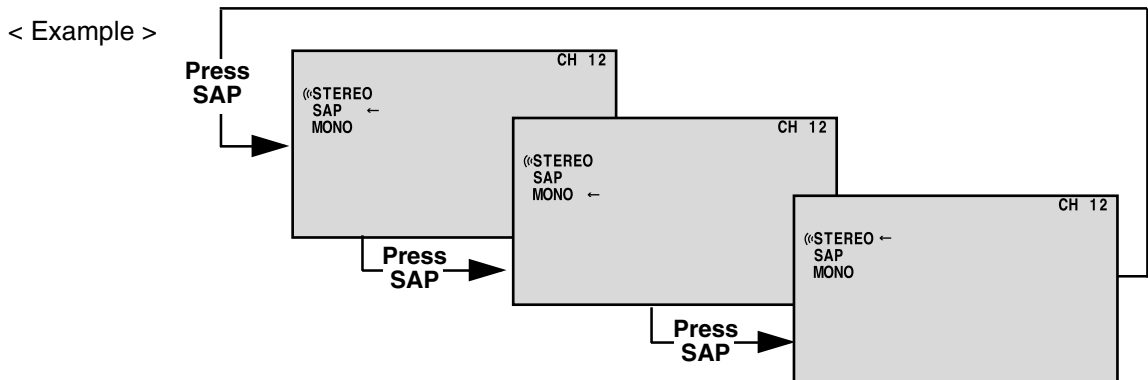 < Example >
Press
SAP
CH 12
((•STEREO
SAP ←
MONO
Press
SAP
CH 12
((•STEREO
SAP
MONO ←
Press
SAP
CH 12
((•STEREO ←
SAP
MONO